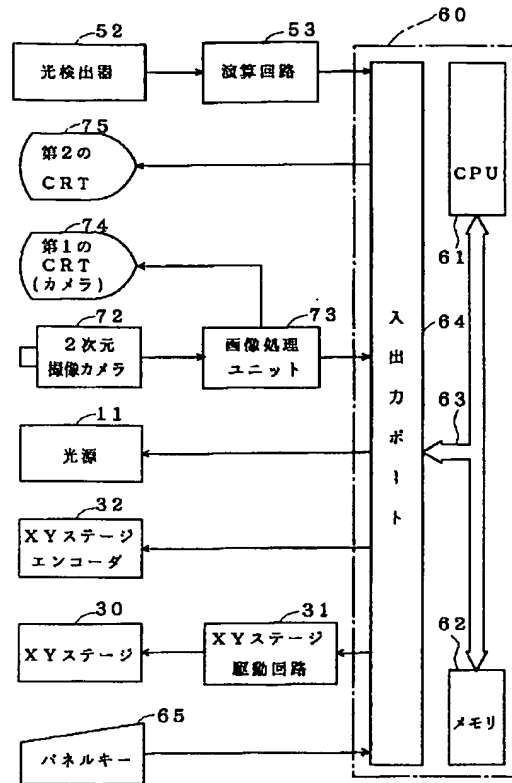 60
52
53
光検出器
演算回路
75
第2の
CRT
CPU
74
61
第1の
CRT
(カメラ)
64
72
73
2次元
撮像カメラ
画像処理
ユニット
入出力ポート
63
11
光源
32
XYステージ
エンコーダ
30
31
62
XYステージ
XYステージ
駆動回路
メモリ
65
パネルキー